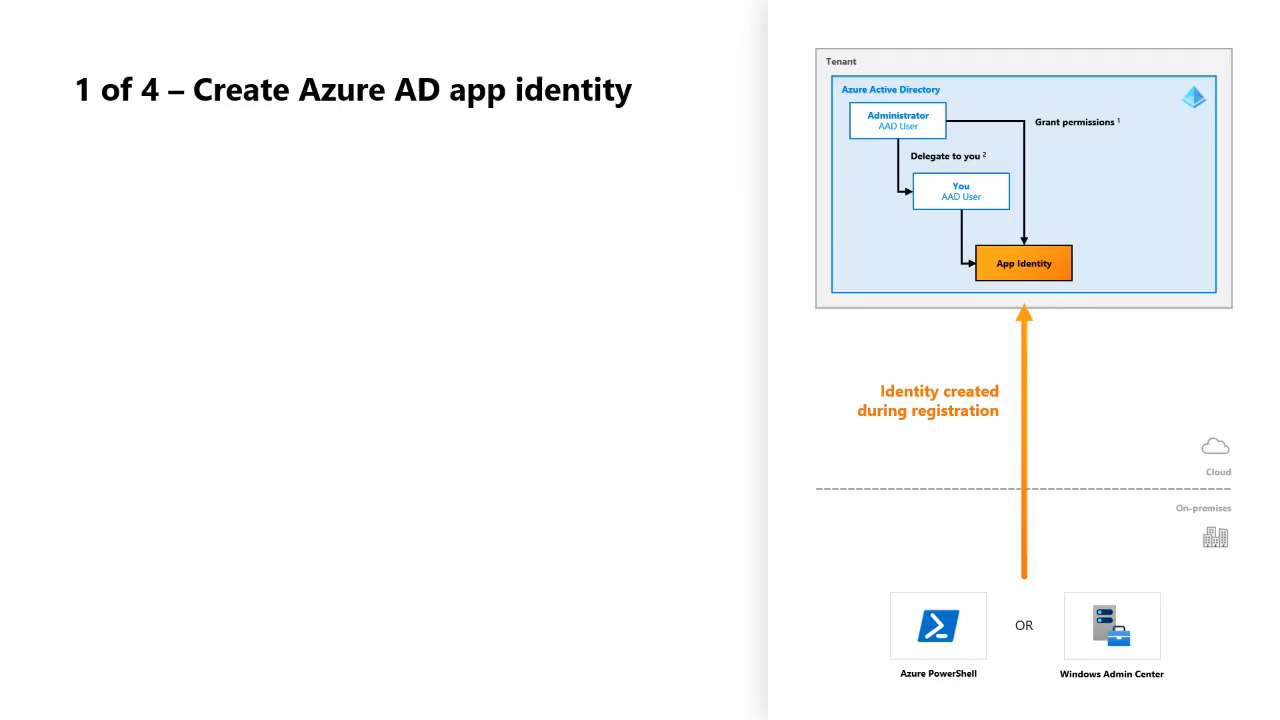 1 of 4 – Create Azure AD app identity
Tenant
Azure Active Directory
Administrator
AAD User
Grant permissions ¹
Delegate to you ²
You
AAD User
App Identity
Identity created
during registration
Cloud
On-premises
OR
Azure PowerShell
Windows Admin Center